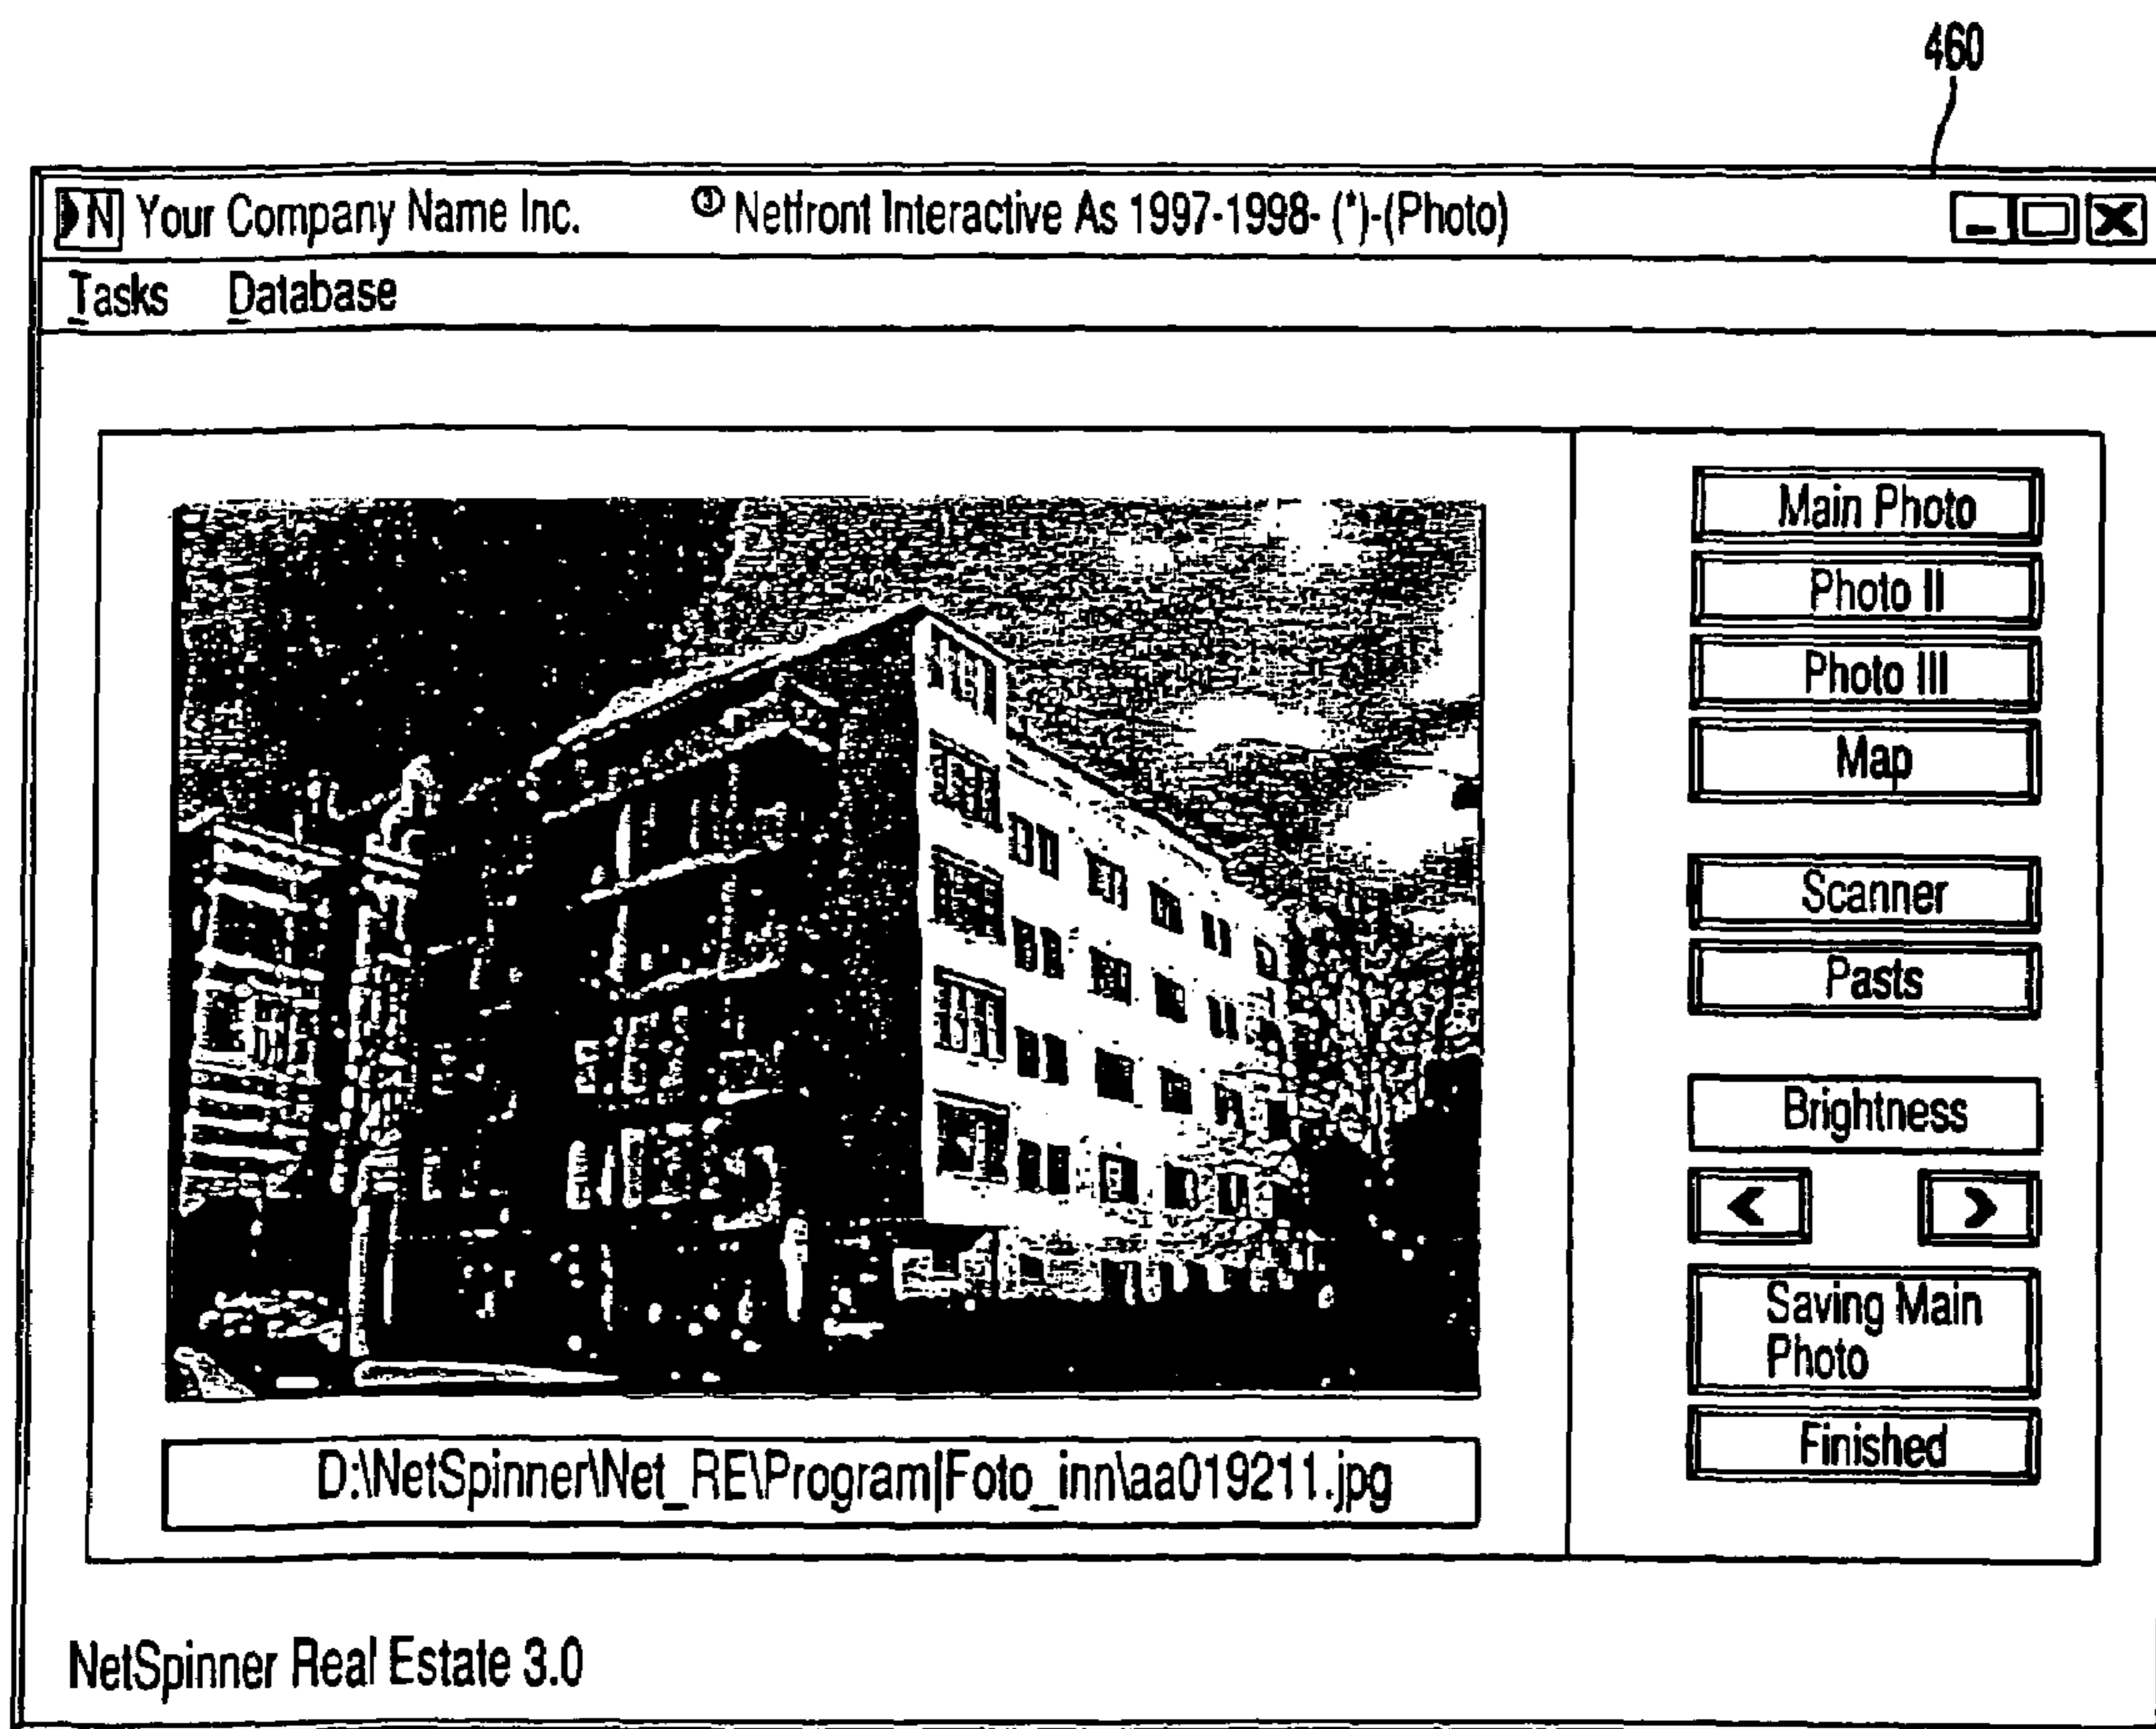 460
N Your Company Name Inc. © Netfront Interactive As 1997-1998- (*)-(Photo)
Tasks Database
Main Photo
Photo II
Photo III
Map
Scanner
Pasts
Brightness
< >
Saving Main
Photo
Finished
D:\NetSpinner\Net_RE\Program|Foto_inn\aa019211.jpg
NetSpinner Real Estate 3.0